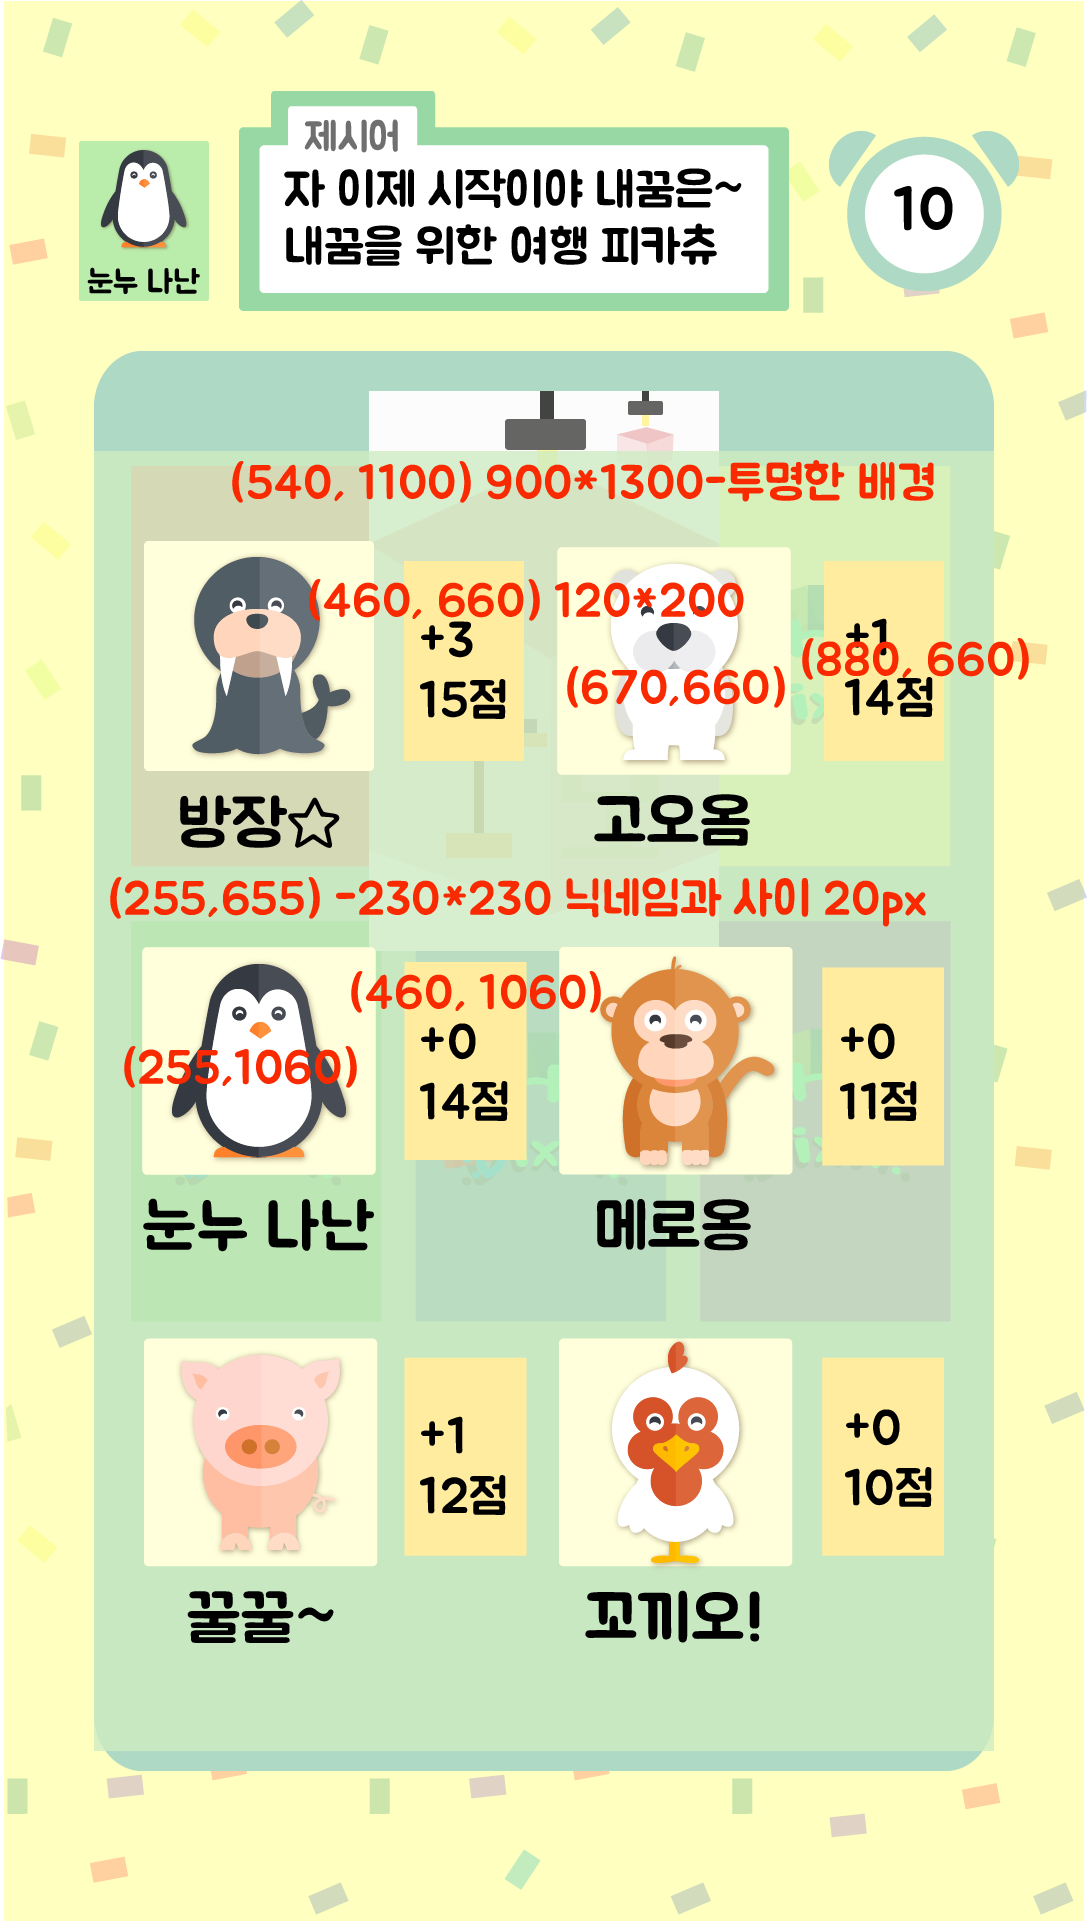 제시어
자 이제 시작이야 내꿈은~
내꿈을 위한 여행 피카츄
10
눈누 나난
(540, 1100) 900*1300-투명한 배경
(460, 660) 120*200
+3
15점
(670,660)
+1
(880, 660)
14점
방장☆
고오옴
(255,655) -230*230 닉네임과 사이 20px
(460, 1060)
+0
14점
(255,1060)
+0
11점
눈누 나난
메로옹
+1
12점
+0
10점
꿀꿀~
꼬끼오!